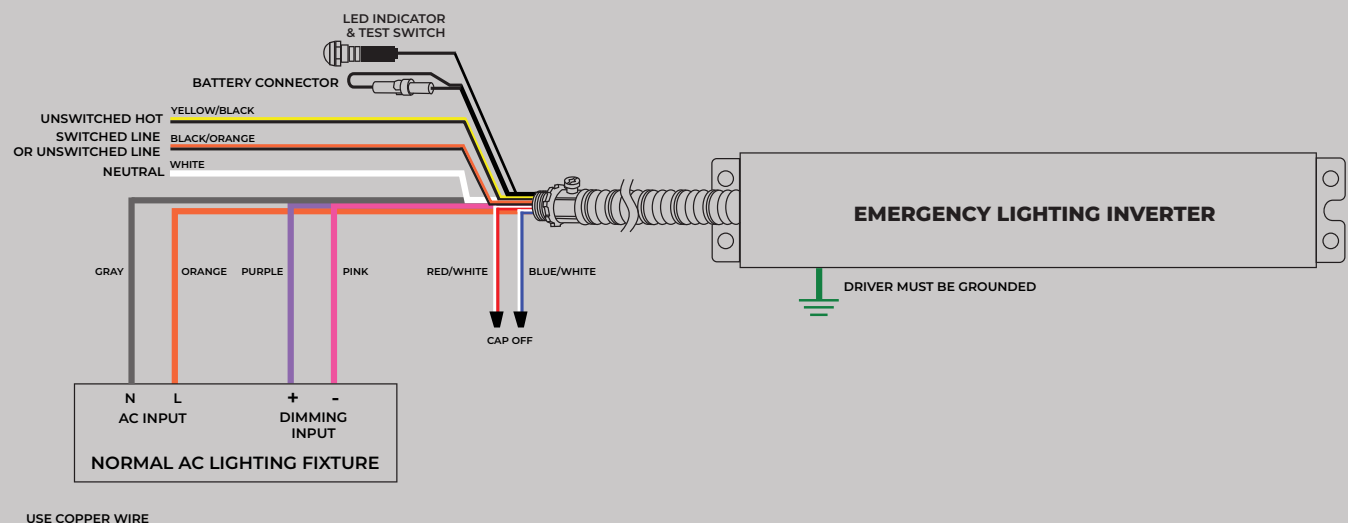 LED INDICATOR
& TEST SWITCH
BATTERY CONNECTOR
UNSWITCHED HOT
YELLOW/BLACK
SWITCHED LINE
OR UNSWITCHED LINE
BLACK/ORANGE
NEUTRAL
WHITE
EMERGENCY LIGHTING INVERTER
GRAY
ORANGE
PURPLE
PINK
RED/WHITE
BLUE/WHITE
DRIVER MUST BE GROUNDED
CAP OFF
N L
AC INPUT
+ -
DIMMING
INPUT
NORMAL AC LIGHTING FIXTURE
USE COPPER WIRE